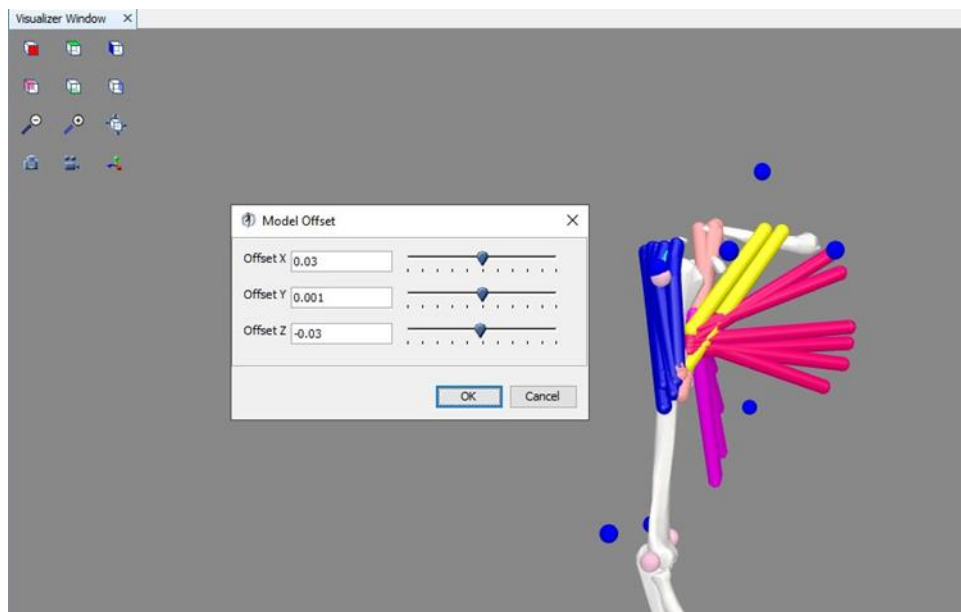 Visualizer Window
Model Offset
Offset X 0.03
Offset Y 0.001
Offset Z -0.03
OK Cancel